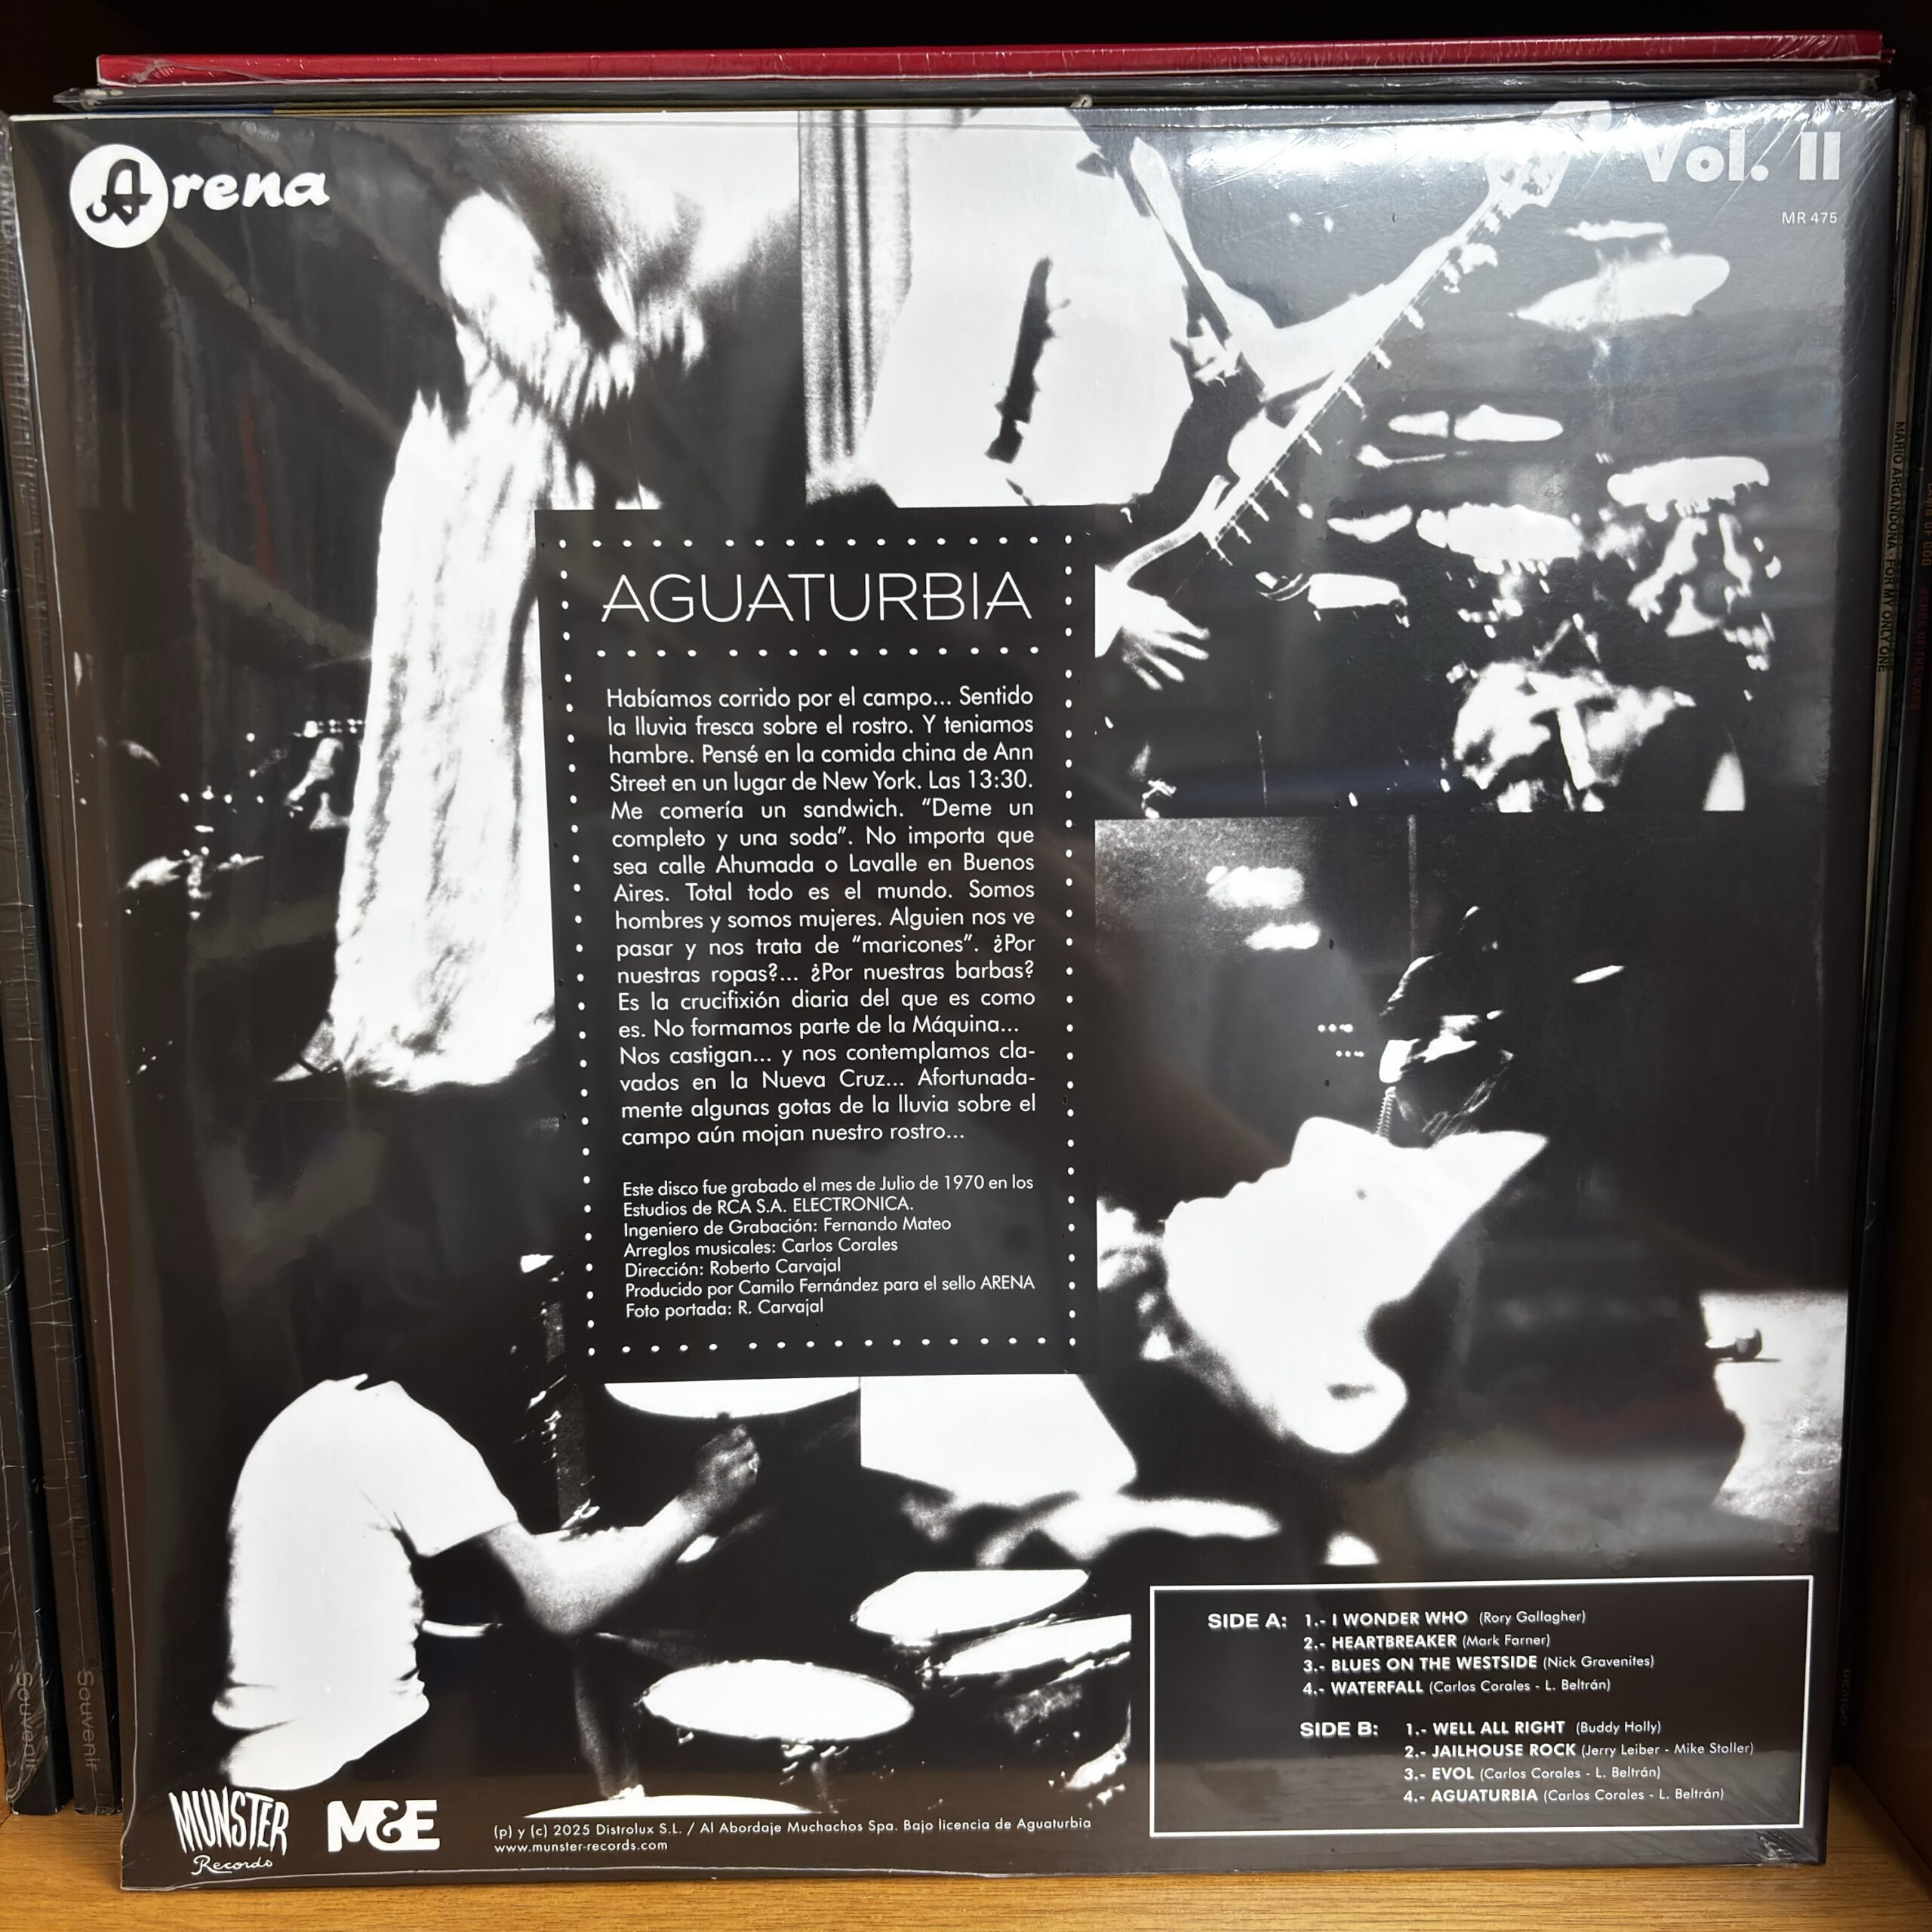 Arena
Vol. II
MR 475
AGUATURBIA
Habíamos corrido por el campo... Sentido
la lluvia fresca sobre el rostro. Y teniamos
hambre. Pensé en la comida china de Ann
Street en un lugar de New York. Las 13:30.
Me comería un sandwich. “Deme un
completo y una soda”. No importa que
sea calle Ahumada o Lavalle en Buenos
Aires. Total todo es el mundo. Somos
hombres y somos mujeres. Alguien nos ve
pasar y nos trata de “maricones”. ¿Por
nuestras ropas?... ¿Por nuestras barbas?
Es la crucifixión diaria del que es como
es. No formamos parte de la Máquina...
Nos castigan... y nos contemplamos cla-
vados en la Nueva Cruz... Afortunada-
mente algunas gotas de la lluvia sobre el
campo aún mojan nuestro rostro...
Este disco fue grabado el mes de Julio de 1970 en los
Estudios de RCA S.A. ELECTRONICA.
Ingeniero de Grabación: Fernando Mateo
Arreglos musicales: Carlos Corales
Dirección: Roberto Carvajal
Producido por Camilo Fernández para el sello ARENA
Foto portada: R. Carvajal
SIDE A: 1.- I WONDER WHO (Rory Gallagher)
2.- HEARTBREAKER (Mark Farner)
3.- BLUES ON THE WESTSIDE (Nick Gravenites)
4.- WATERFALL (Carlos Corales - L. Beltrán)
SIDE B: 1.- WELL ALL RIGHT (Buddy Holly)
2.- JAILHOUSE ROCK (Jerry Leiber - Mike Stoller)
3.- EVOL (Carlos Corales - L. Beltrán)
4.- AGUATURBIA (Carlos Corales - L. Beltrán)
MUNSTER
Records
M&E
(p) y (c) 2025 Distrolux S.L. / Al Abordaje Muchachos Spa. Bajo licencia de Aguaturbia
www.munster-records.com
MARIO ARGANDOÑA - FOR MY ONLY ONE
Souvenir
Souvenir